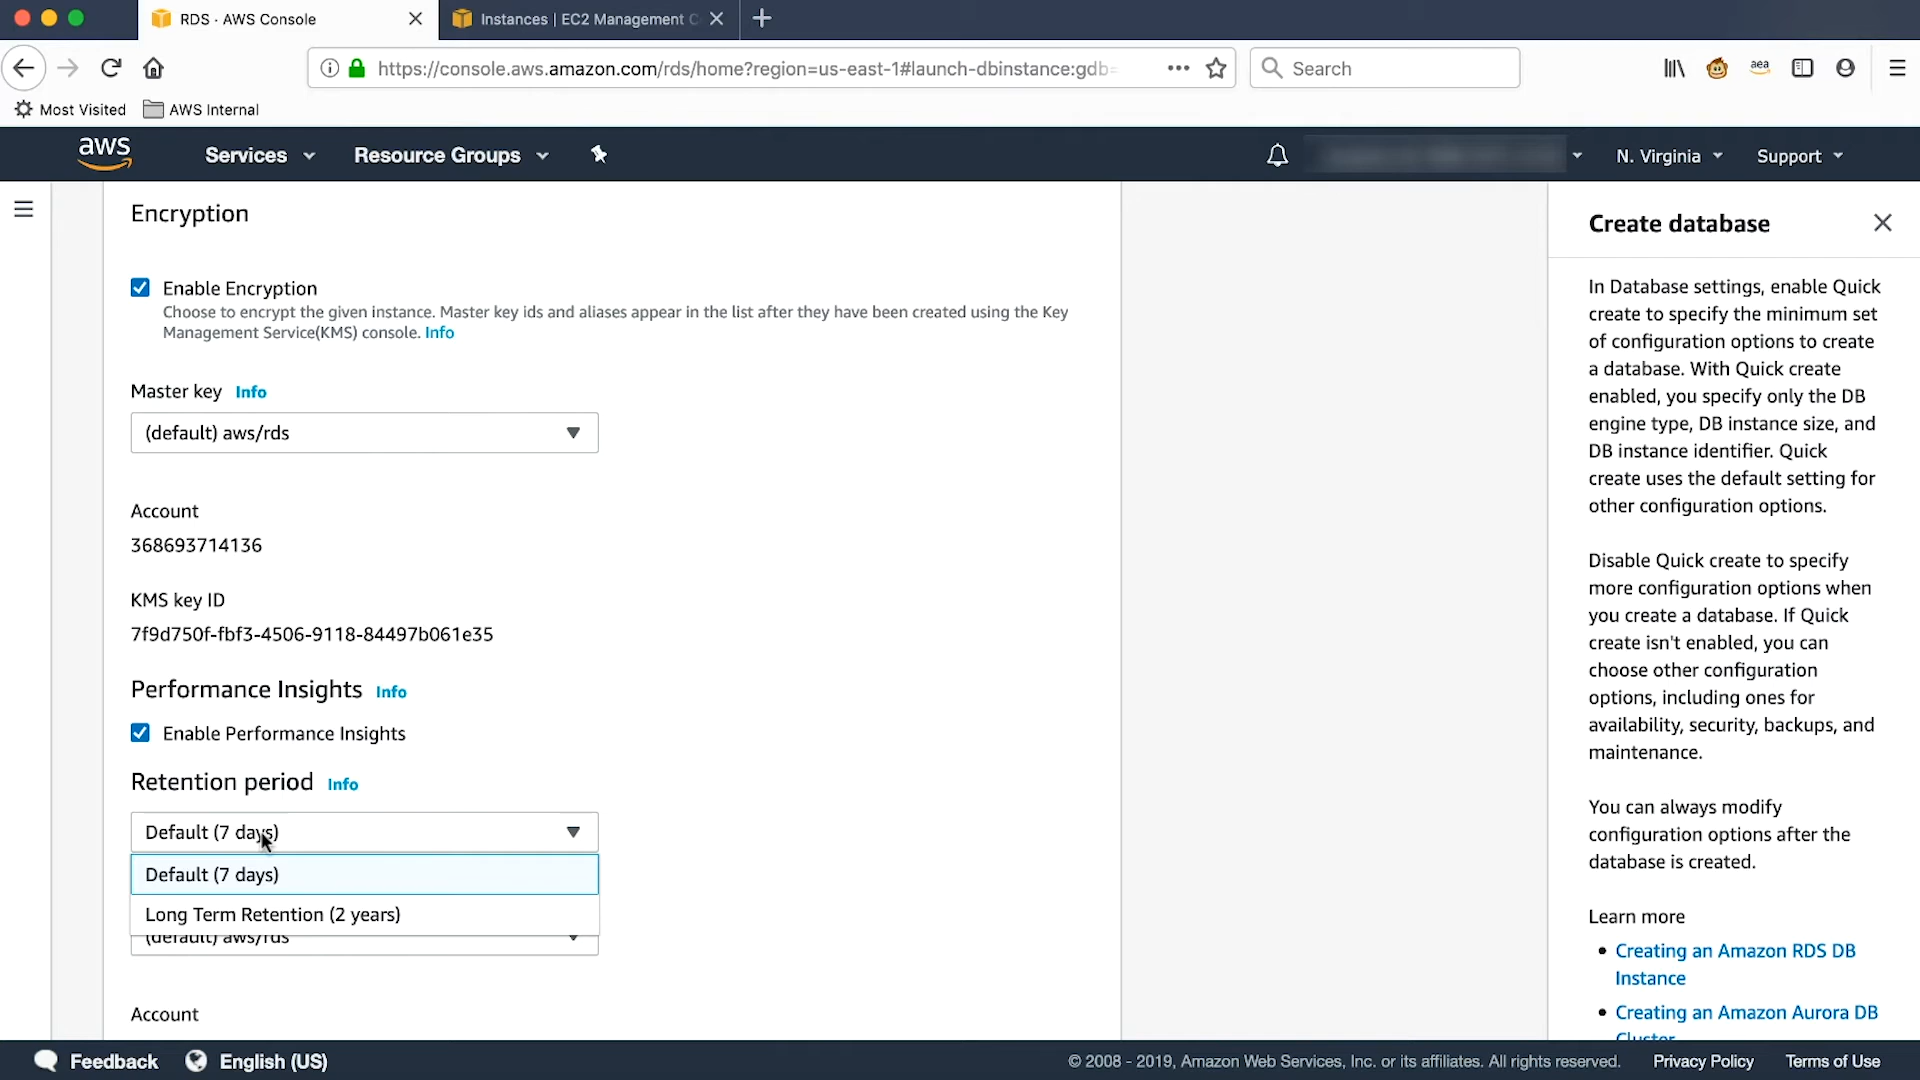 RDS · AWS Console
Instances | EC2 Management C
https://console.aws.amazon.com/rds/home?region=us-east-1#launch-dbinstance:gdb=
Search
aea
Most Visited
AWS Internal
aws
Services
Resource Groups
N. Virginia
Support
Encryption
Enable Encryption
Choose to encrypt the given instance. Master key ids and aliases appear in the list after they have been created using the Key
Management Service(KMS) console. Info
Master key Info
(default) aws/rds
Account
368693714136
KMS key ID
7f9d750f-fbf3-4506-9118-84497b061e35
Performance Insights Info
Enable Performance Insights
Retention period Info
Default (7 days)
Default (7 days)
Long Term Retention (2 years)
(default) aws/rds
Account
Create database
In Database settings, enable Quick
create to specify the minimum set
of configuration options to create
a database. With Quick create
enabled, you specify only the DB
engine type, DB instance size, and
DB instance identifier. Quick
create uses the default setting for
other configuration options.
Disable Quick create to specify
more configuration options when
you create a database. If Quick
create isn't enabled, you can
choose other configuration
options, including ones for
availability, security, backups, and
maintenance.
You can always modify
configuration options after the
database is created.
Learn more
• Creating an Amazon RDS DB
Instance
• Creating an Amazon Aurora DB
Cluster
Feedback
English (US)
© 2008 - 2019, Amazon Web Services, Inc. or its affiliates. All rights reserved.
Privacy Policy
Terms of Use